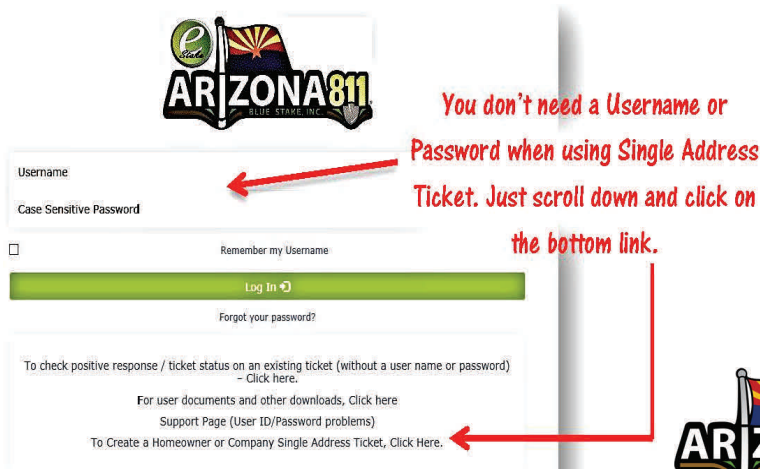 e
Stake
ARIZONA811
BLUE STAKE, INC.
You don't need a Username or
Password when using Single Address
Ticket. Just scroll down and click on
the bottom link.
Username
Case Sensitive Password
Remember my Username
Log In
Forgot your password?
To check positive response / ticket status on an existing ticket (without a user name or password)
– Click here.
For user documents and other downloads, Click here
Support Page (User ID/Password problems)
To Create a Homeowner or Company Single Address Ticket, Click Here.
AR Z